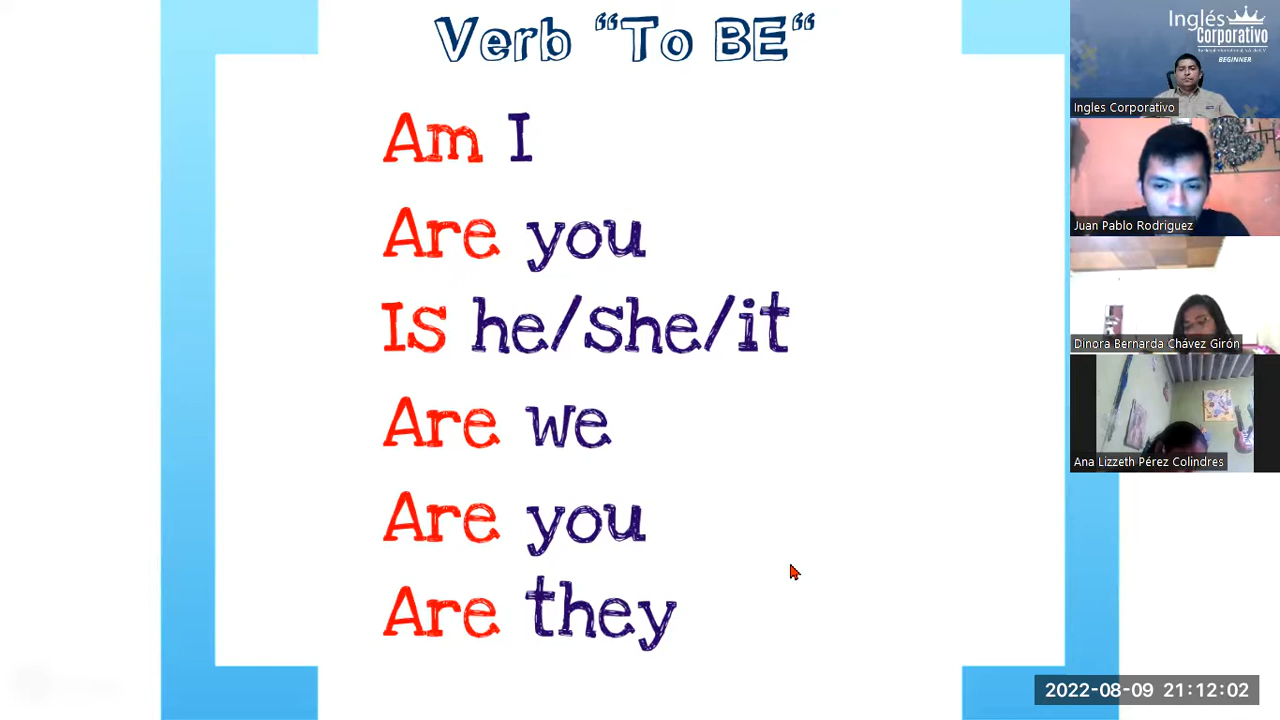 Verb “To BE“
Am I
Are you
Is he/she/it
Are we
Are you
Are they
Inglés
Corporativo
BEGINNER
Ingles Corporativo
Juan Pablo Rodriguez
Dinora Bernarda Chávez Girón
Ana Lizzeth Pérez Colindres
2022-08-09 21:12:02